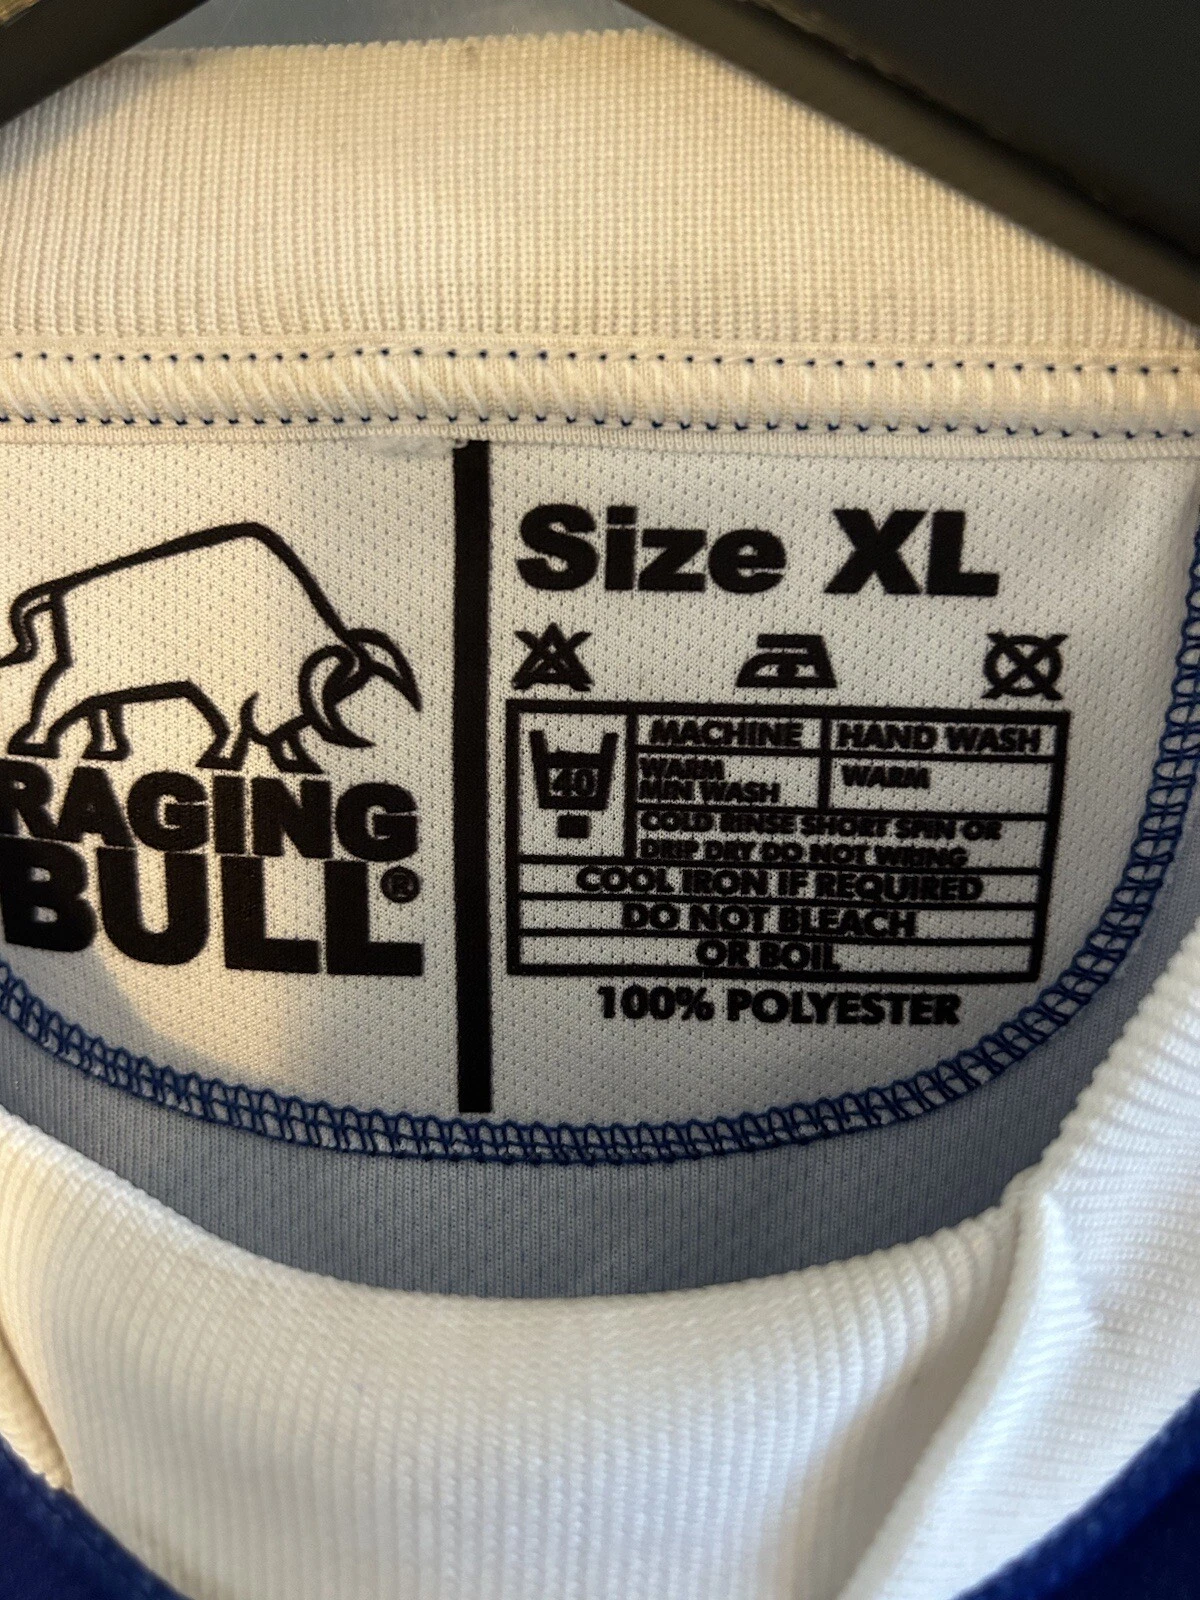 RAGING
BULL®
Size XL
40
MACHINE
HAND WASH
WARM
MIN WASH
WARM
COLD RINSE SHORT SPIN OR
DRIP DRY DO NOT WRING
COOL IRON IF REQUIRED
DO NOT BLEACH
OR BOIL
100% POLYESTER